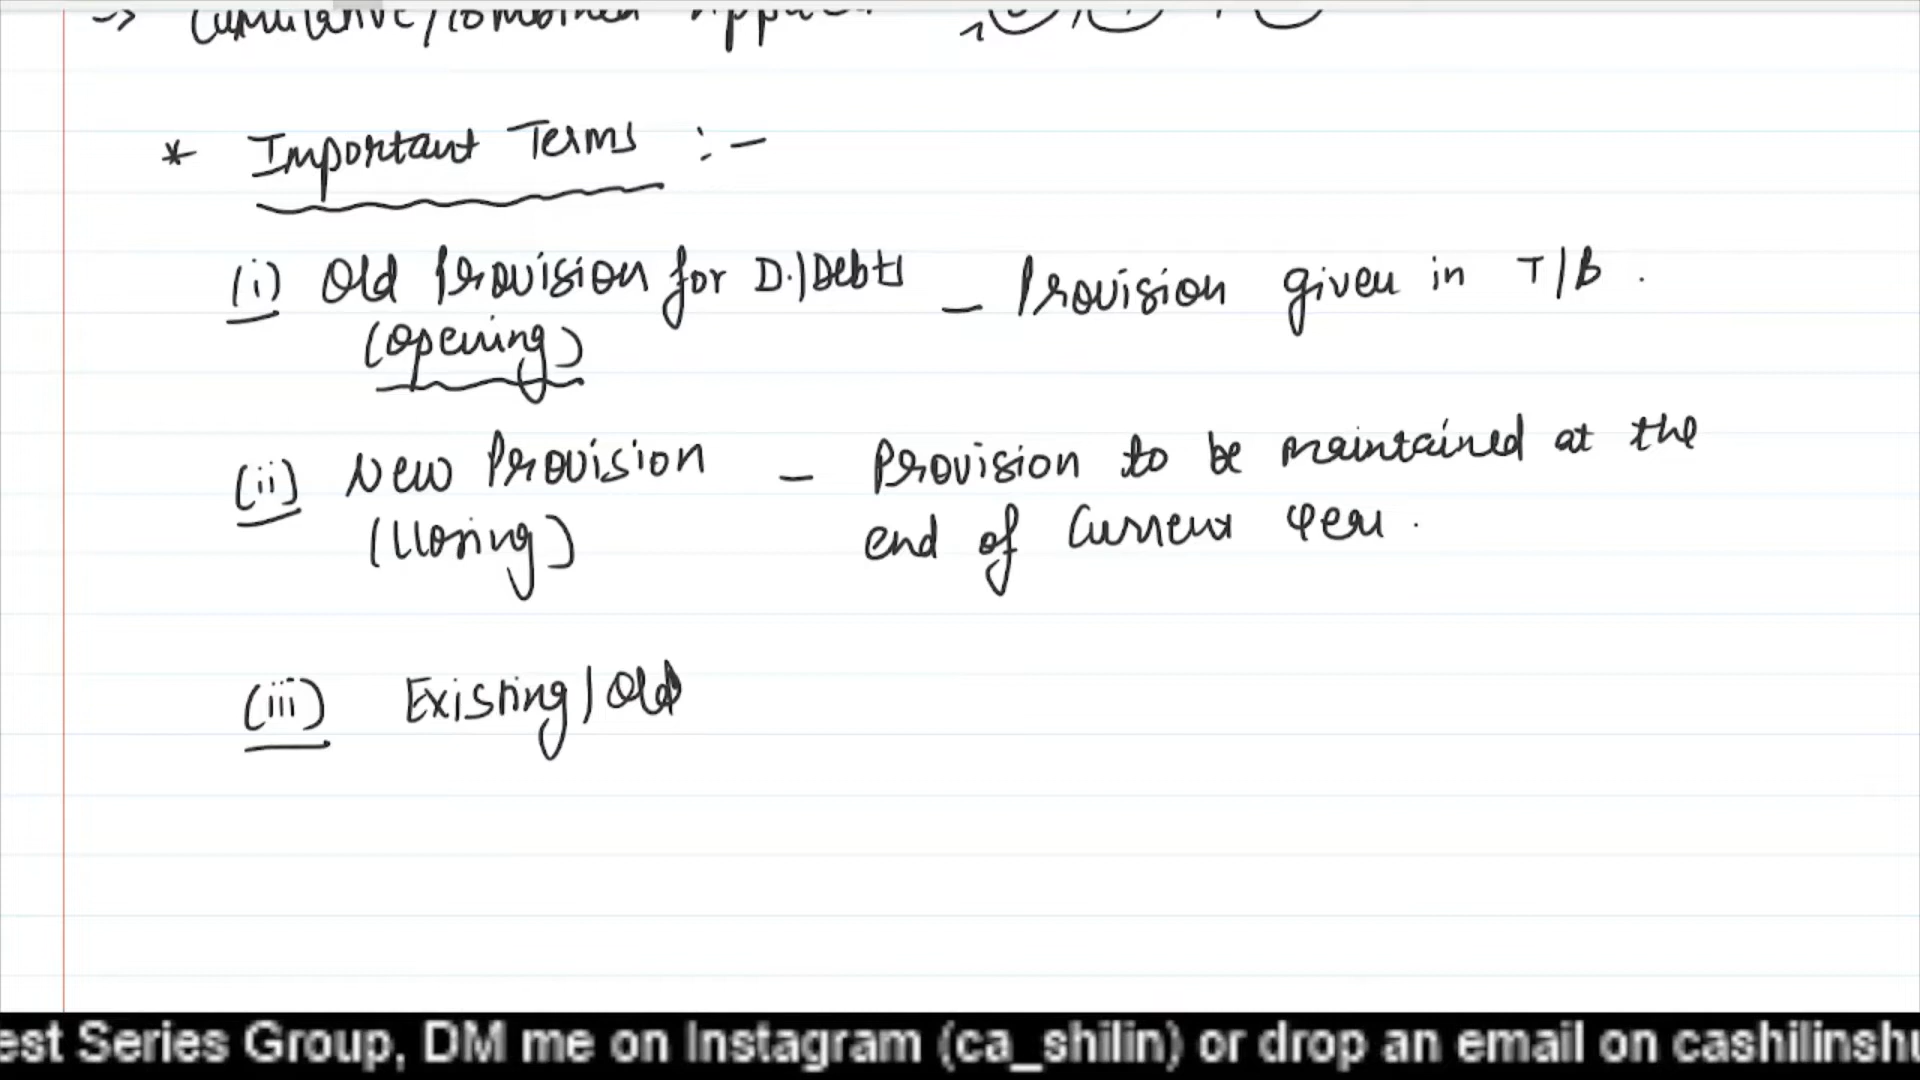 -> Cumulative/Combined
* Important Terms :-
(i) Old Provision for D.|Debts - Provision given in T/B.
(opening)
(ii) New Provision - Provision to be maintained at the
(Closing) end of Current year.
(iii) Existing/Old
est Series Group, DM me on Instagram (ca_shilin) or drop an email on cashilinshu